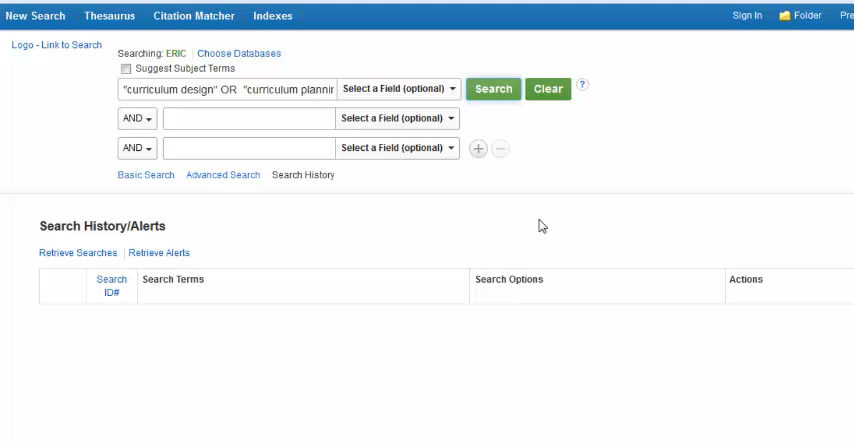 New Search Thesaurus Citation Matcher Indexes Sign In Folder Pre
Logo - Link to Search
Searching: ERIC Choose Databases
Suggest Subject Terms
"curriculum design" OR "curriculum plannin Select a Field (optional) Search Clear ?
AND Select a Field (optional)
AND Select a Field (optional)
Basic Search Advanced Search Search History
Search History/Alerts
Retrieve Searches Retrieve Alerts
Search ID# Search Terms Search Options Actions